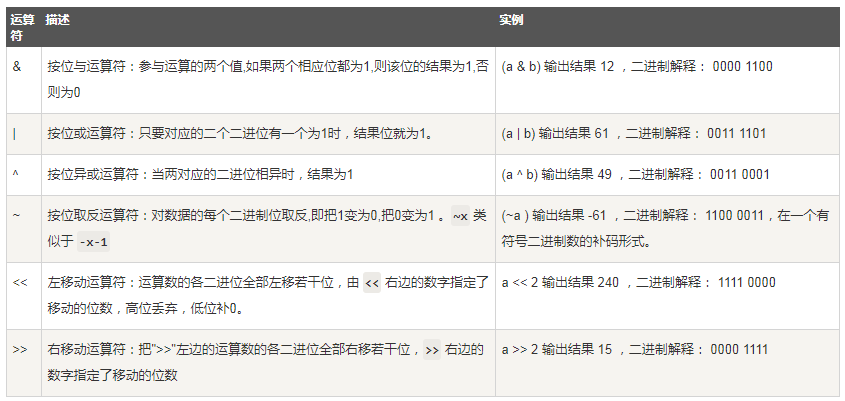 运算符 描述 实例
& 按位与运算符：参与运算的两个值,如果两个相应位都为1,则该位的结果为1,否则为0 (a & b) 输出结果 12 ，二进制解释： 0000 1100
| 按位或运算符：只要对应的二个二进位有一个为1时，结果位就为1。 (a | b) 输出结果 61 ，二进制解释： 0011 1101
^ 按位异或运算符：当两对应的二进位相异时，结果为1 (a ^ b) 输出结果 49 ，二进制解释： 0011 0001
~ 按位取反运算符：对数据的每个二进制位取反,即把1变为0,把0变为1 。~x 类似于 -x-1 (~a ) 输出结果 -61 ，二进制解释： 1100 0011，在一个有符号二进制数的补码形式。
<< 左移动运算符：运算数的各二进位全部左移若干位，由 << 右边的数字指定了移动的位数，高位丢弃，低位补0。 a << 2 输出结果 240 ，二进制解释： 1111 0000
>> 右移动运算符：把">>"左边的运算数的各二进位全部右移若干位，>> 右边的数字指定了移动的位数 a >> 2 输出结果 15 ，二进制解释： 0000 1111